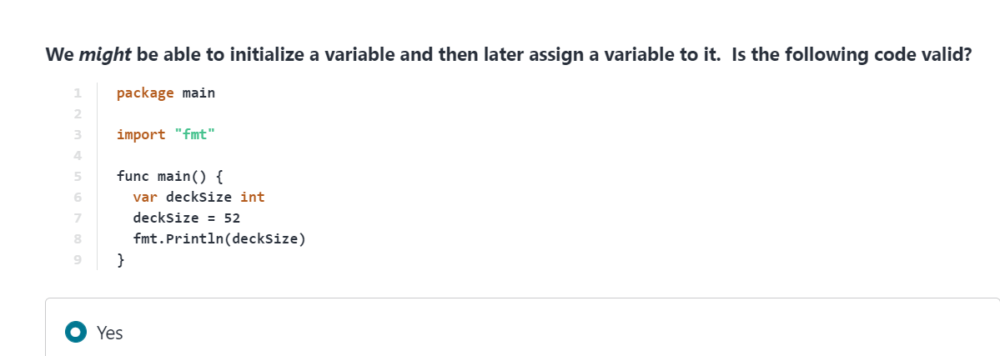 We might be able to initialize a variable and then later assign a variable to it.  Is the following code valid?
1 package main
2
3 import "fmt"
4
5 func main() {
6   var deckSize int
7   deckSize = 52
8   fmt.Println(deckSize)
9 }
Yes